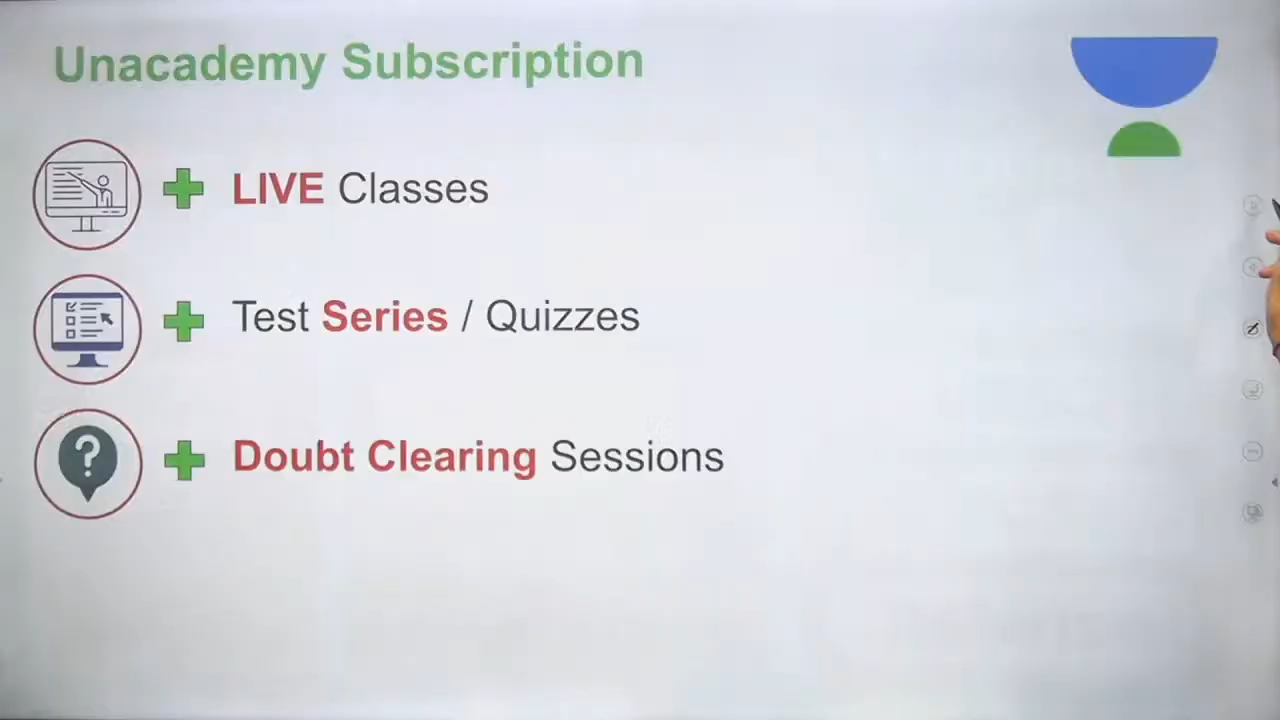 Unacademy Subscription
LIVE Classes
Test Series / Quizzes
Doubt Clearing Sessions